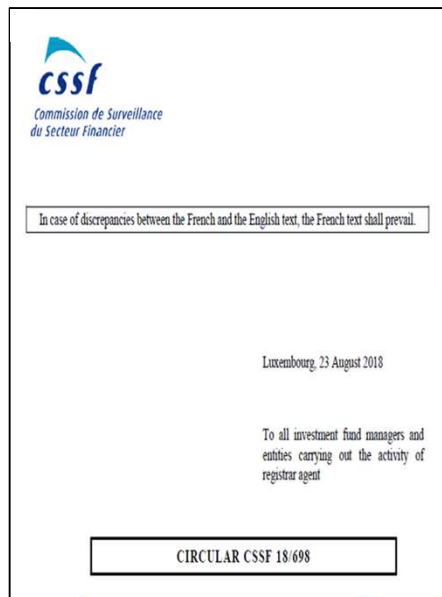 cssf
Commission de Surveillance
du Secteur Financier
In case of discrepancies between the French and the English text, the French text shall prevail.
Luxembourg, 23 August 2018
To all investment fund managers and
entities carrying out the activity of
registrar agent
CIRCULAR CSSF 18/698